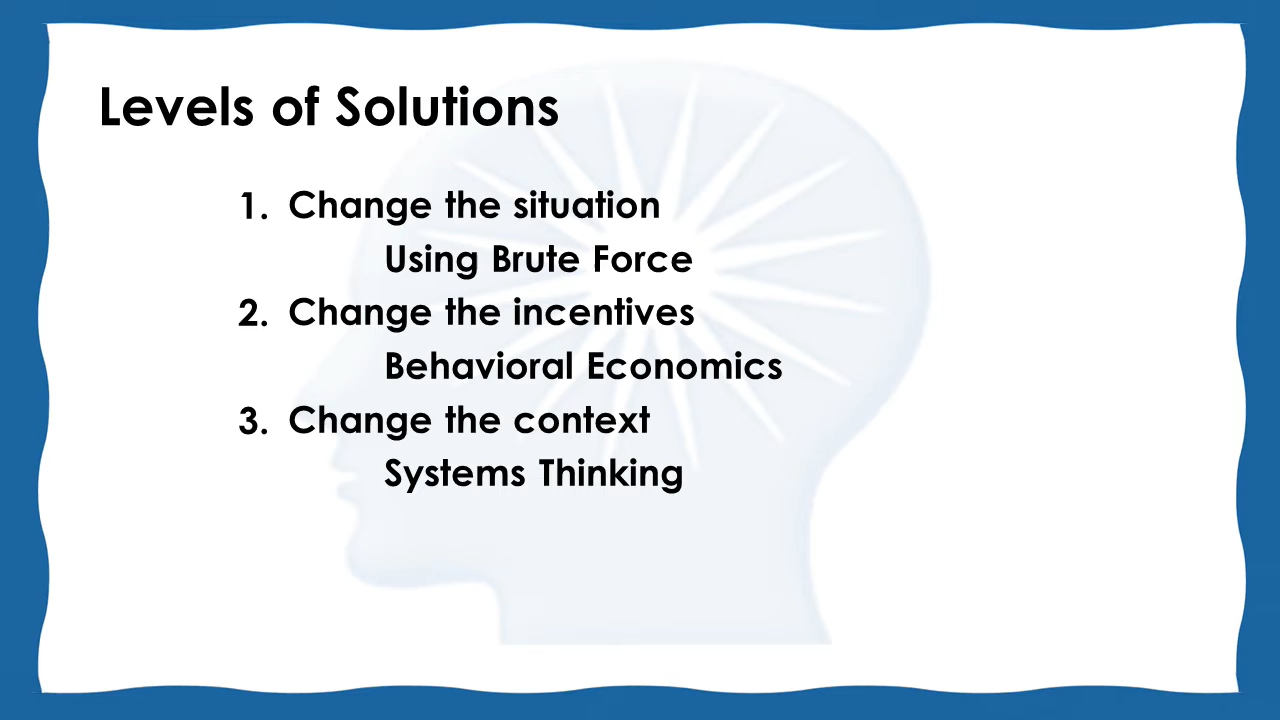 Levels of Solutions
1. Change the situation
Using Brute Force
2. Change the incentives
Behavioral Economics
3. Change the context
Systems Thinking